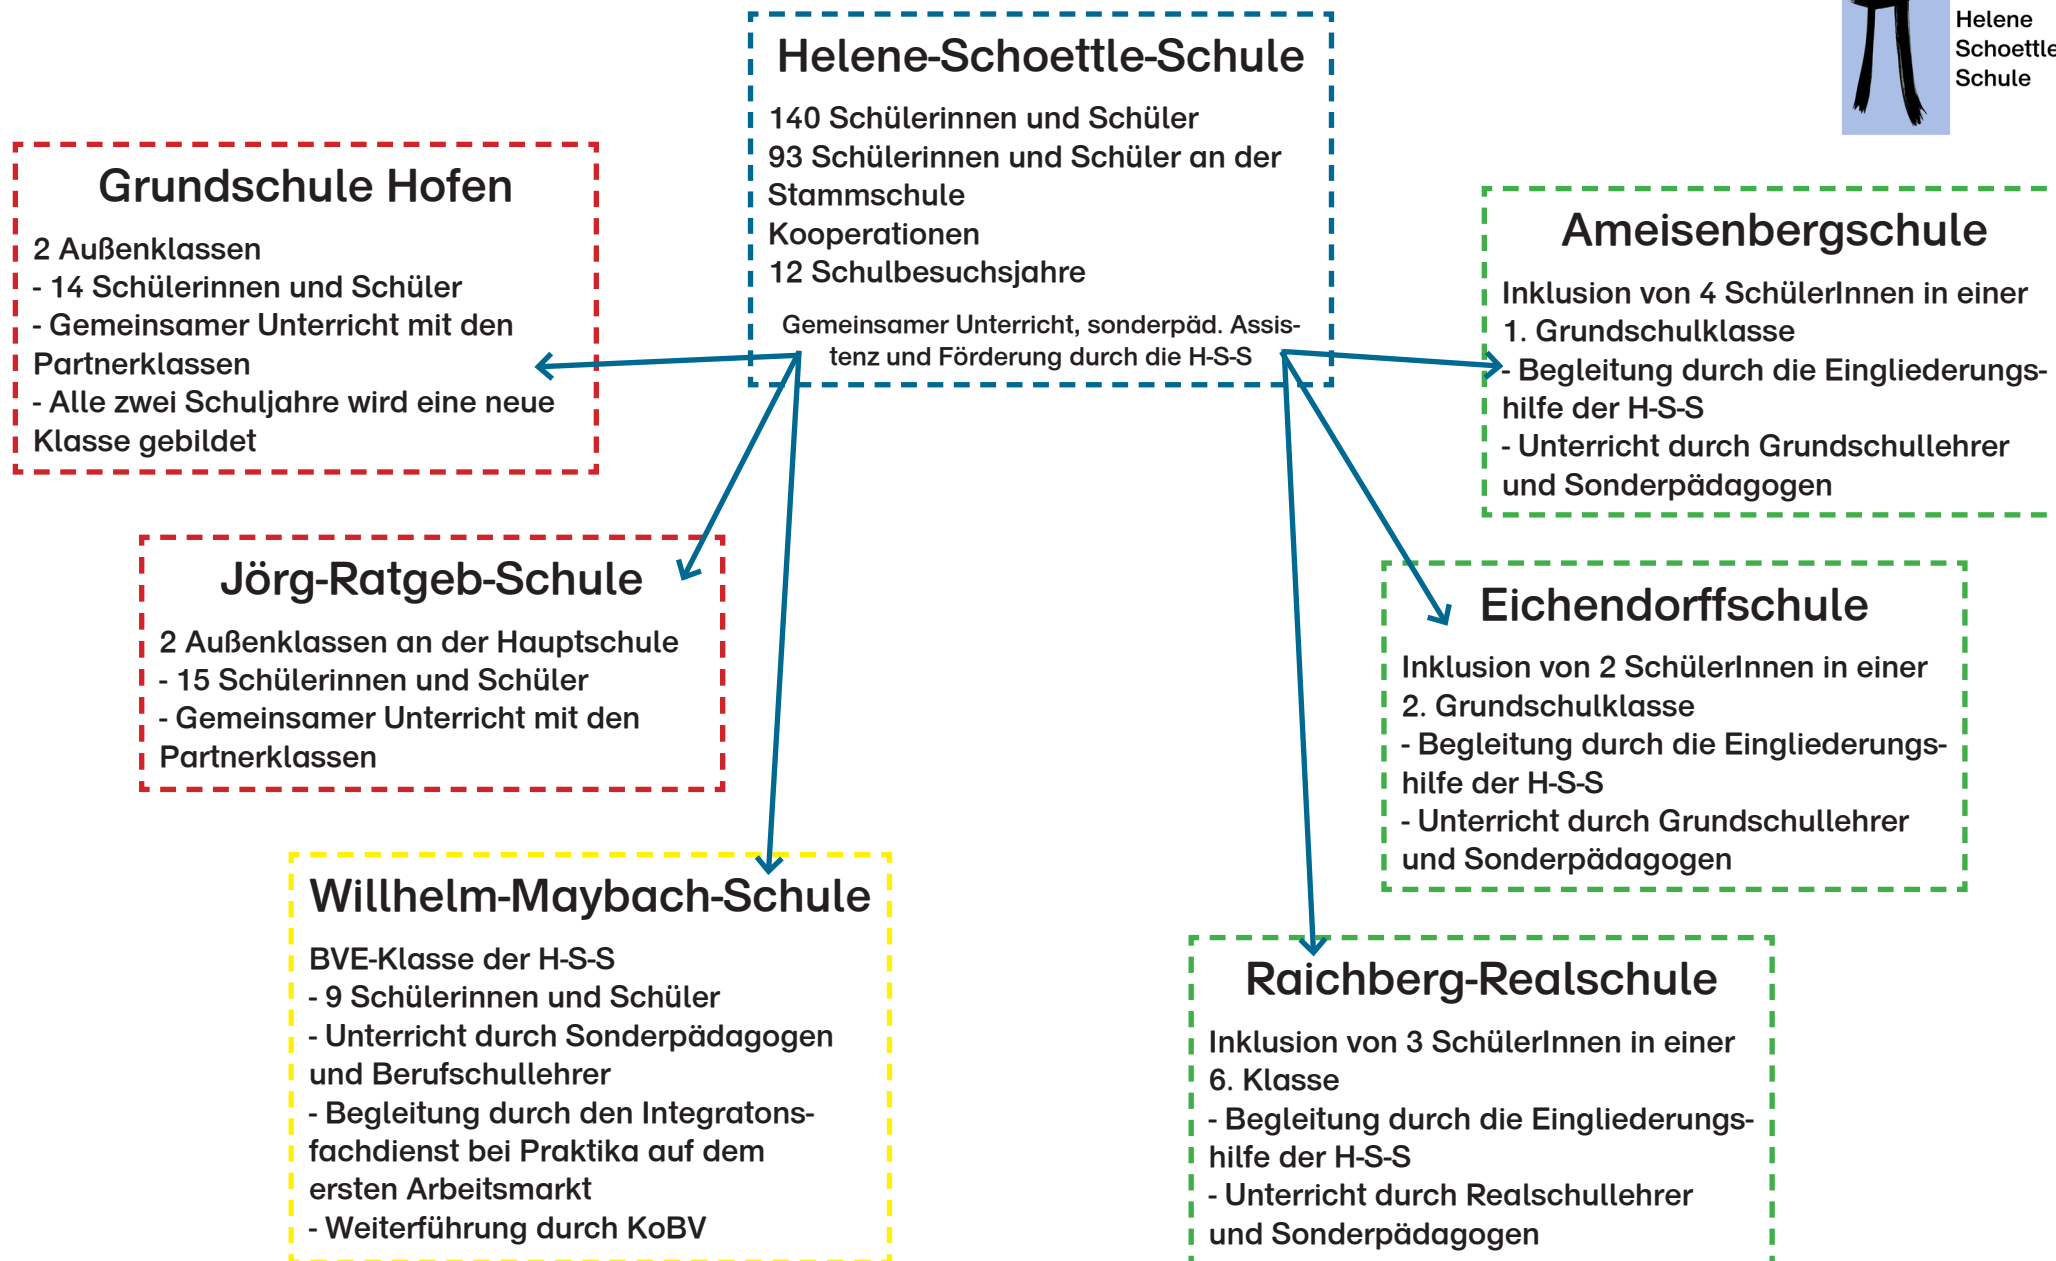 Helene
Schoettle
Schule
Helene-Schoettle-Schule
140 Schülerinnen und Schüler
93 Schülerinnen und Schüler an der
Stammschule
Kooperationen
12 Schulbesuchsjahre
Gemeinsamer Unterricht, sonderpäd. Assis-
tenz und Förderung durch die H-S-S
Grundschule Hofen
2 Außenklassen
- 14 Schülerinnen und Schüler
- Gemeinsamer Unterricht mit den
Partnerklassen
- Alle zwei Schuljahre wird eine neue
Klasse gebildet
Ameisenbergschule
Inklusion von 4 SchülerInnen in einer
1. Grundschulklasse
- Begleitung durch die Eingliederungs-
hilfe der H-S-S
- Unterricht durch Grundschullehrer
und Sonderpädagogen
Jörg-Ratgeb-Schule
2 Außenklassen an der Hauptschule
- 15 Schülerinnen und Schüler
- Gemeinsamer Unterricht mit den
Partnerklassen
Eichendorffschule
Inklusion von 2 SchülerInnen in einer
2. Grundschulklasse
- Begleitung durch die Eingliederungs-
hilfe der H-S-S
- Unterricht durch Grundschullehrer
und Sonderpädagogen
Willhelm-Maybach-Schule
BVE-Klasse der H-S-S
- 9 Schülerinnen und Schüler
- Unterricht durch Sonderpädagogen
und Berufschullehrer
- Begleitung durch den Integratons-
fachdienst bei Praktika auf dem
ersten Arbeitsmarkt
- Weiterführung durch KoBV
Raichberg-Realschule
Inklusion von 3 SchülerInnen in einer
6. Klasse
- Begleitung durch die Eingliederungs-
hilfe der H-S-S
- Unterricht durch Realschullehrer
und Sonderpädagogen